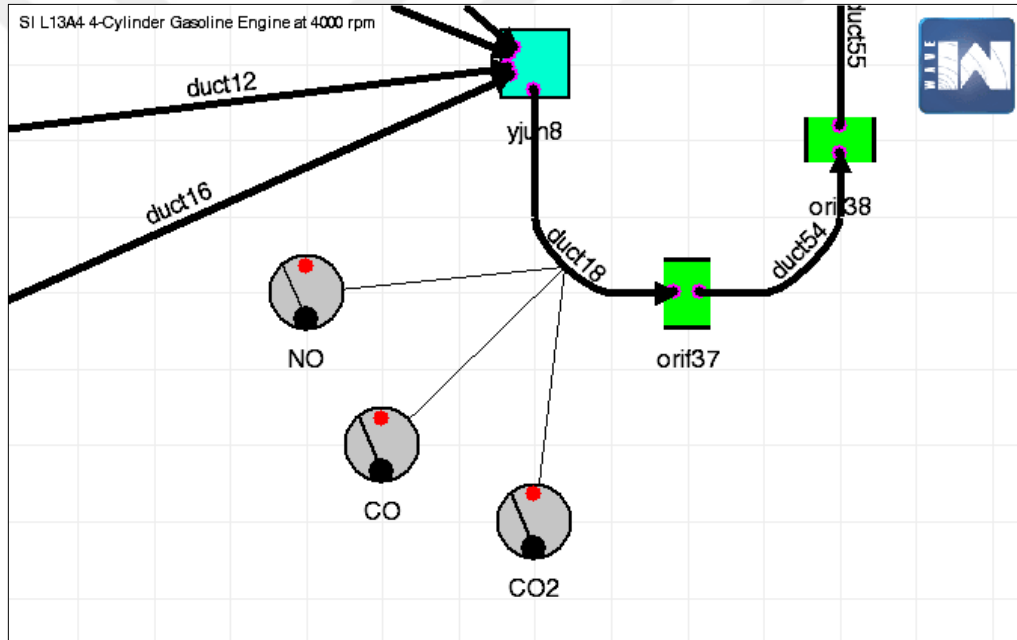 SI L13A4 4-Cylinder Gasoline Engine at 4000 rpm
duct55
WAVE
duct12
yjun8
duct16
orif38
duct18
duct54
NO
orif37
CO
CO2